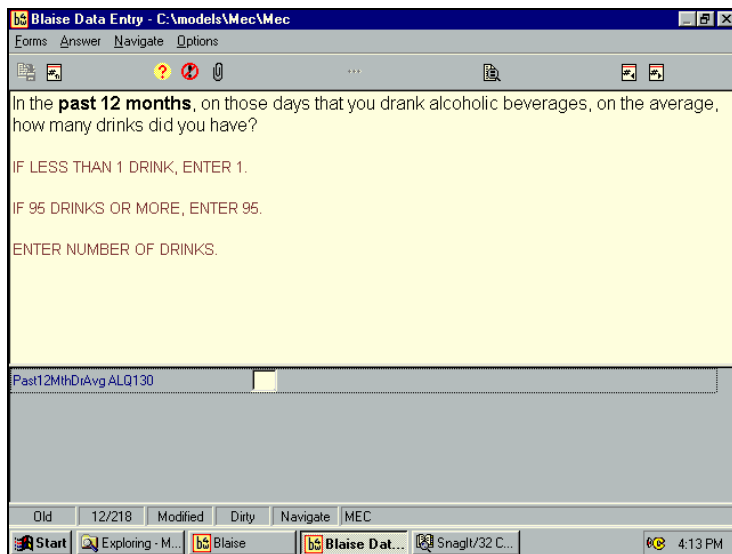 Blaise Data Entry - C:\models\Mec\Mec
Forms Answer Navigate Options
In the past 12 months, on those days that you drank alcoholic beverages, on the average,
how many drinks did you have?
IF LESS THAN 1 DRINK, ENTER 1.
IF 95 DRINKS OR MORE, ENTER 95.
ENTER NUMBER OF DRINKS.
Past12MthDrAvg ALQ130
Old 12/218 Modified Dirty Navigate MEC
Start Exploring - M... Blaise Blaise Dat... SnagIt/32 C... 4:13 PM